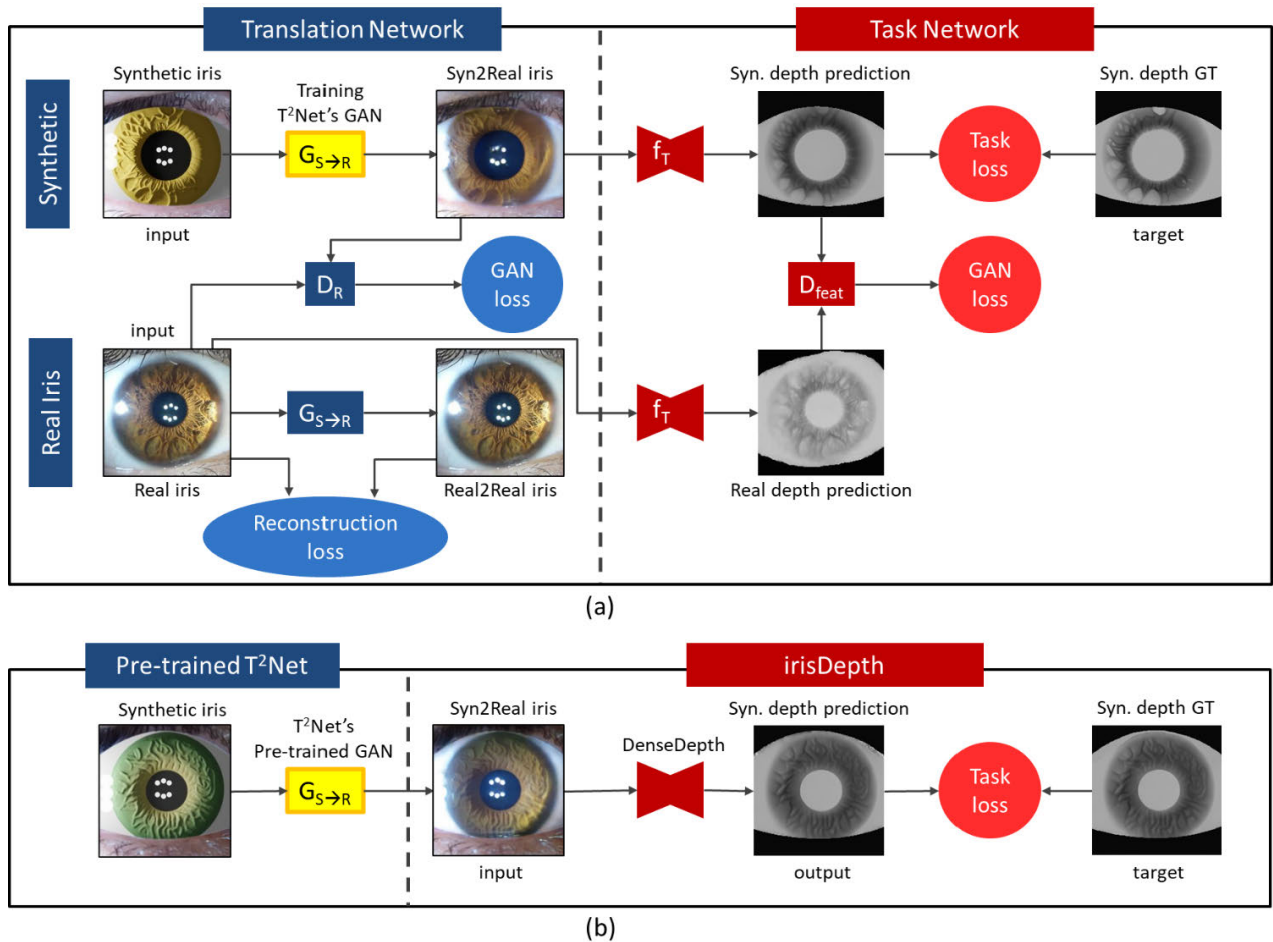 Translation Network
Task Network
Synthetic
Synthetic iris
Training
T²Net's GAN
G S→R
Syn2Real iris
input
f T
Syn. depth prediction
Task
loss
Syn. depth GT
target
D R
GAN
loss
D feat
GAN
loss
Real Iris
input
G S→R
Real iris
Real2Real iris
Reconstruction
loss
f T
Real depth prediction
(a)
Pre-trained T²Net
irisDepth
Synthetic iris
T²Net's
Pre-trained GAN
G S→R
Syn2Real iris
input
DenseDepth
Syn. depth prediction
output
Task
loss
Syn. depth GT
target
(b)